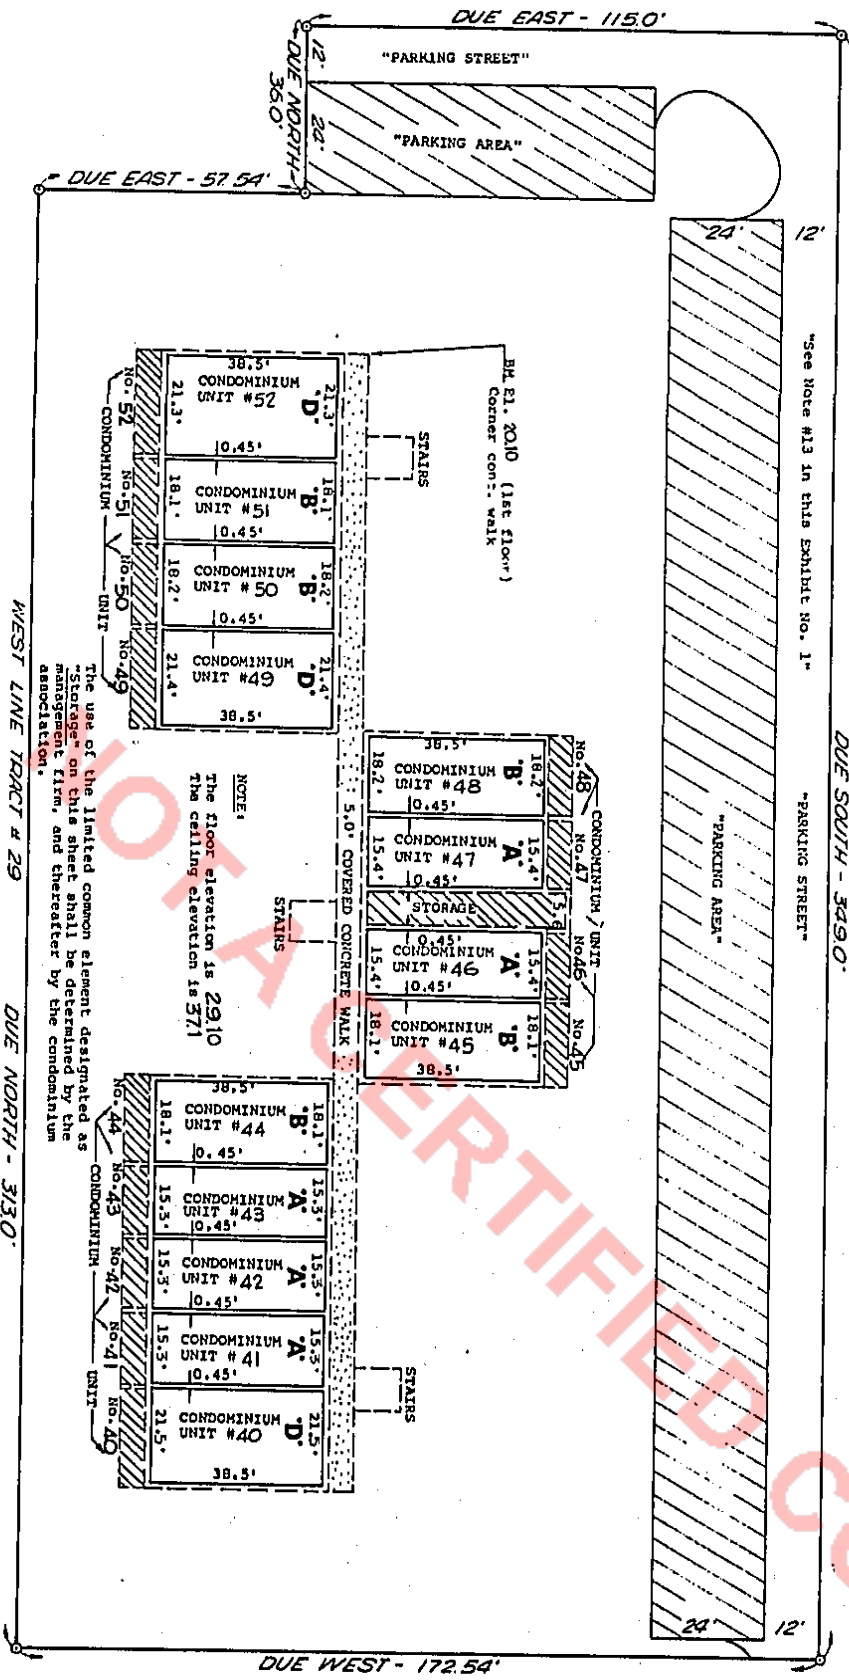 DUE EAST - 115.0'
"PARKING STREET"
12'
DUE NORTH
36.0'
24'
"PARKING AREA"
DUE EAST - 57.54'
24'
12'
"See Note #13 in this Exhibit No. 1"
DUE SOUTH - 349.0'
"PARKING STREET"
"PARKING AREA"
BM El. 20.10 (1st floor)
Corner conc. walk
STAIRS
38.5'
CONDOMINIUM
UNIT #52
21.3'
"D"
21.3'
0.45'
CONDOMINIUM
UNIT #51
18.1'
"B"
18.1'
0.45'
CONDOMINIUM
UNIT #50
18.2'
"B"
18.2'
0.45'
CONDOMINIUM
UNIT #49
21.4'
"D"
21.4'
38.5'
No. 52
No. 51
No. 50
No. 49
CONDOMINIUM UNIT
38.5'
CONDOMINIUM
UNIT #48
18.2'
"B"
18.2'
0.45'
CONDOMINIUM
UNIT #47
15.4'
"A"
15.4'
0.45'
STORAGE
5.6
0.45'
CONDOMINIUM
UNIT #46
15.4'
"A"
15.4'
0.45'
CONDOMINIUM
UNIT #45
18.1'
"B"
18.1'
38.5'
No. 48
No. 47
No. 46
No. 45
CONDOMINIUM UNIT
5.0' COVERED CONCRETE WALK
STAIRS
NOTE:
The floor elevation is 29.10
The ceiling elevation is 37.1
38.5'
CONDOMINIUM
UNIT #44
18.1'
"B"
18.1'
0.45'
CONDOMINIUM
UNIT #43
15.3'
"A"
15.3'
0.45'
CONDOMINIUM
UNIT #42
15.3'
"A"
15.3'
0.45'
CONDOMINIUM
UNIT #41
15.3'
"A"
15.3'
0.45'
CONDOMINIUM
UNIT #40
21.5'
"D"
21.5'
38.5'
No. 44
No. 43
No. 42
No. 41
No. 40
CONDOMINIUM UNIT
STAIRS
The use of the limited common element designated as
"Storage" on this sheet shall be determined by the
management firm, and thereafter by the condominium
association.
WEST LINE TRACT # 29
DUE NORTH - 313.0'
24'
12'
DUE WEST - 172.54'
NOT A CERTIFIED CO